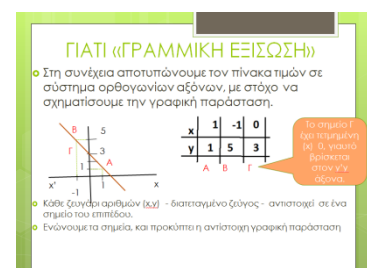 ΓΙΑΤΙ «ΓΡΑΜΜΙΚΗ ΕΞΙΣΩΣΗ»
Στη συνέχεια αποτυπώνουμε τον πίνακα τιμών σε
σύστημα ορθογωνίων αξόνων, με στόχο να
σχηματίσουμε την γραφική παράσταση.
B 5
Γ 3
1 A
x' -1 1 x
x 1 -1 0
y 1 5 3
A B Γ
Το σημείο Γ
έχει τετμημένη
(x) 0, γιαυτό
βρίσκεται
στον y'y
άξονα.
Κάθε ζευγάρι αριθμών (x,y) - διατεταγμένο ζεύγος - αντιστοιχεί σε ένα
σημείο του επιπέδου.
Ενώνουμε τα σημεία, και προκύπτει η αντίστοιχη γραφική παράσταση